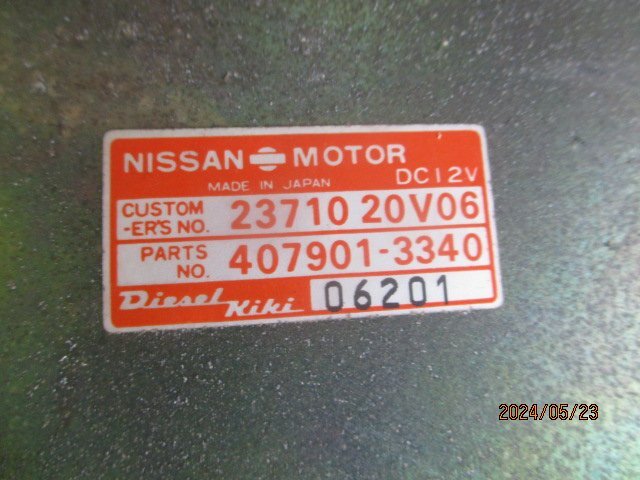 NISSAN MOTOR
MADE IN JAPAN DC12V
CUSTOM
-ER'S NO. 23710 20V06
PARTS
NO. 407901-3340
Diesel Kiki 06201
2024/05/23